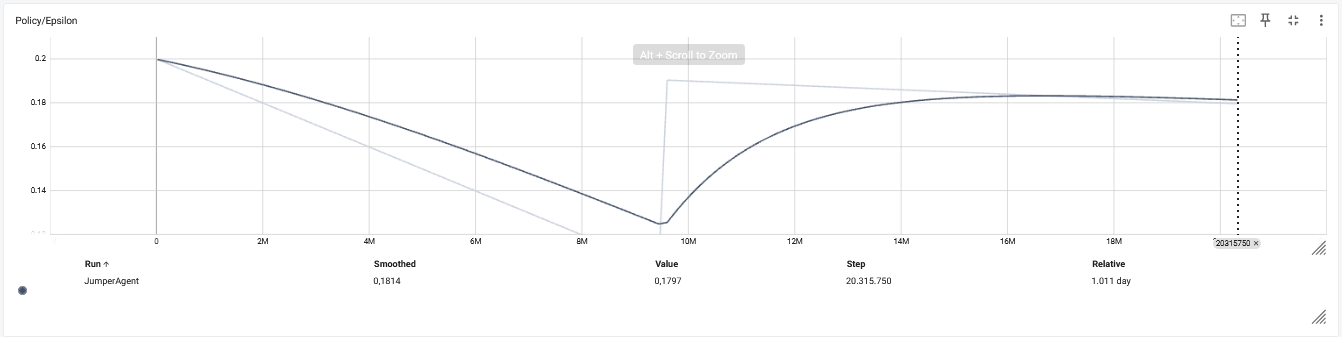 Policy/Epsilon
Alt + Scroll to Zoom
0.2
0.18
0.16
0.14
0 2M 4M 6M 8M 10M 12M 14M 16M 18M
20315750 ×
Run ↑ Smoothed Value Step Relative
JumperAgent 0,1814 0,1797 20.315.750 1.011 day